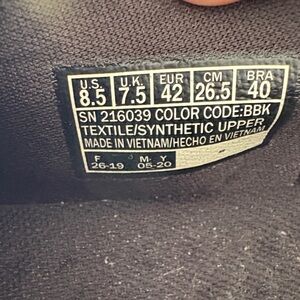 U.S. U.K. EUR CM BRA
8.5 7.5 42 26.5 40
SN 216039 COLOR CODE:BBK
TEXTILE/SYNTHETIC UPPER
MADE IN VIETNAM/HECHO EN VIETNAM
F M Y
26-19 05-20